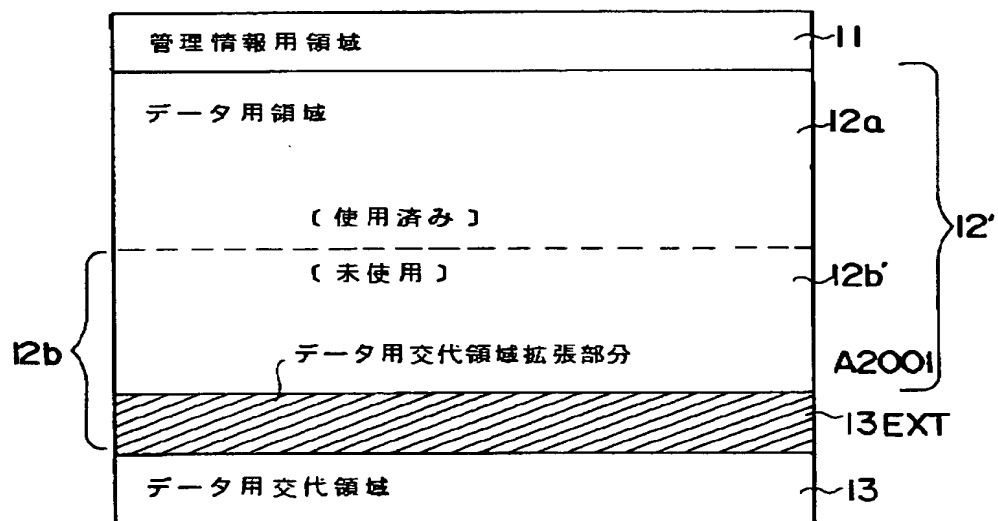 管理情報用領域
11
データ用領域
12a
〔使用済み〕
12'
〔未使用〕
12b'
12b
データ用交代領域拡張部分
A2001
13EXT
データ用交代領域
13